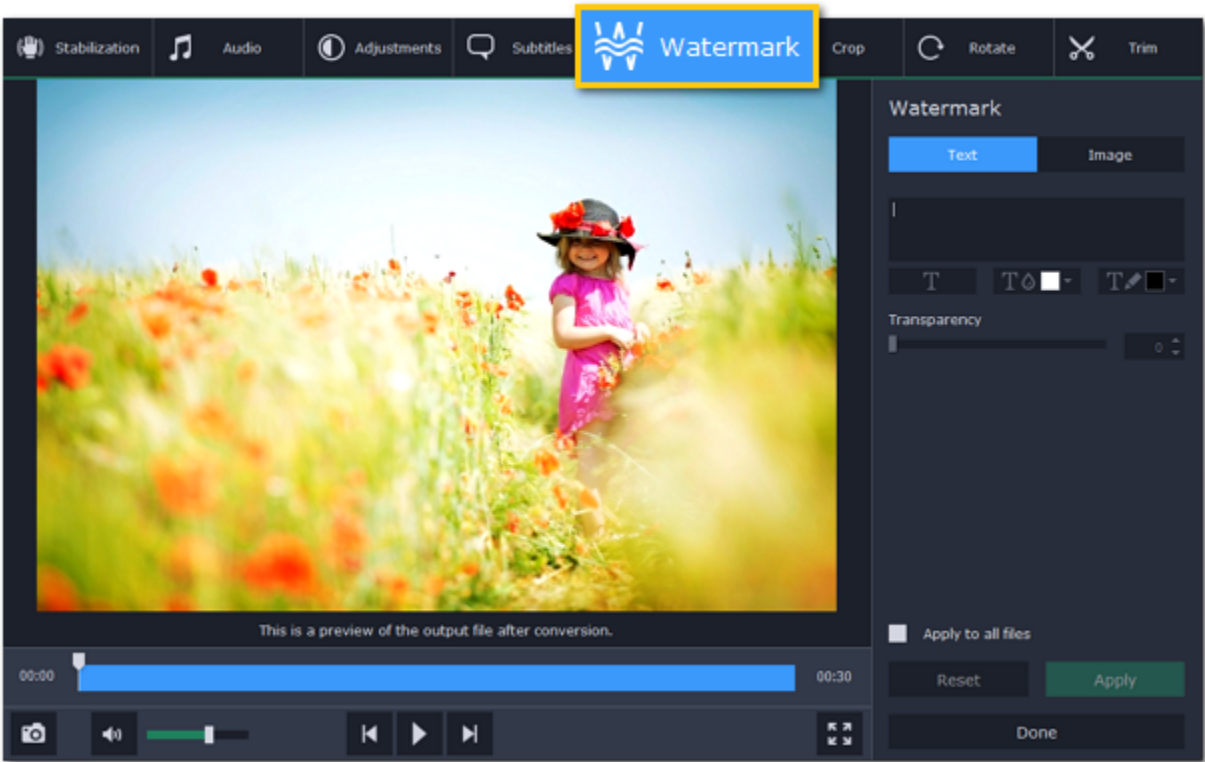 Stabilization Audio Adjustments Subtitles Watermark Crop Rotate Trim
Watermark
Text Image
T T T
Transparency
0
This is a preview of the output file after conversion.
Apply to all files
00:00 00:30
Reset Apply
Done